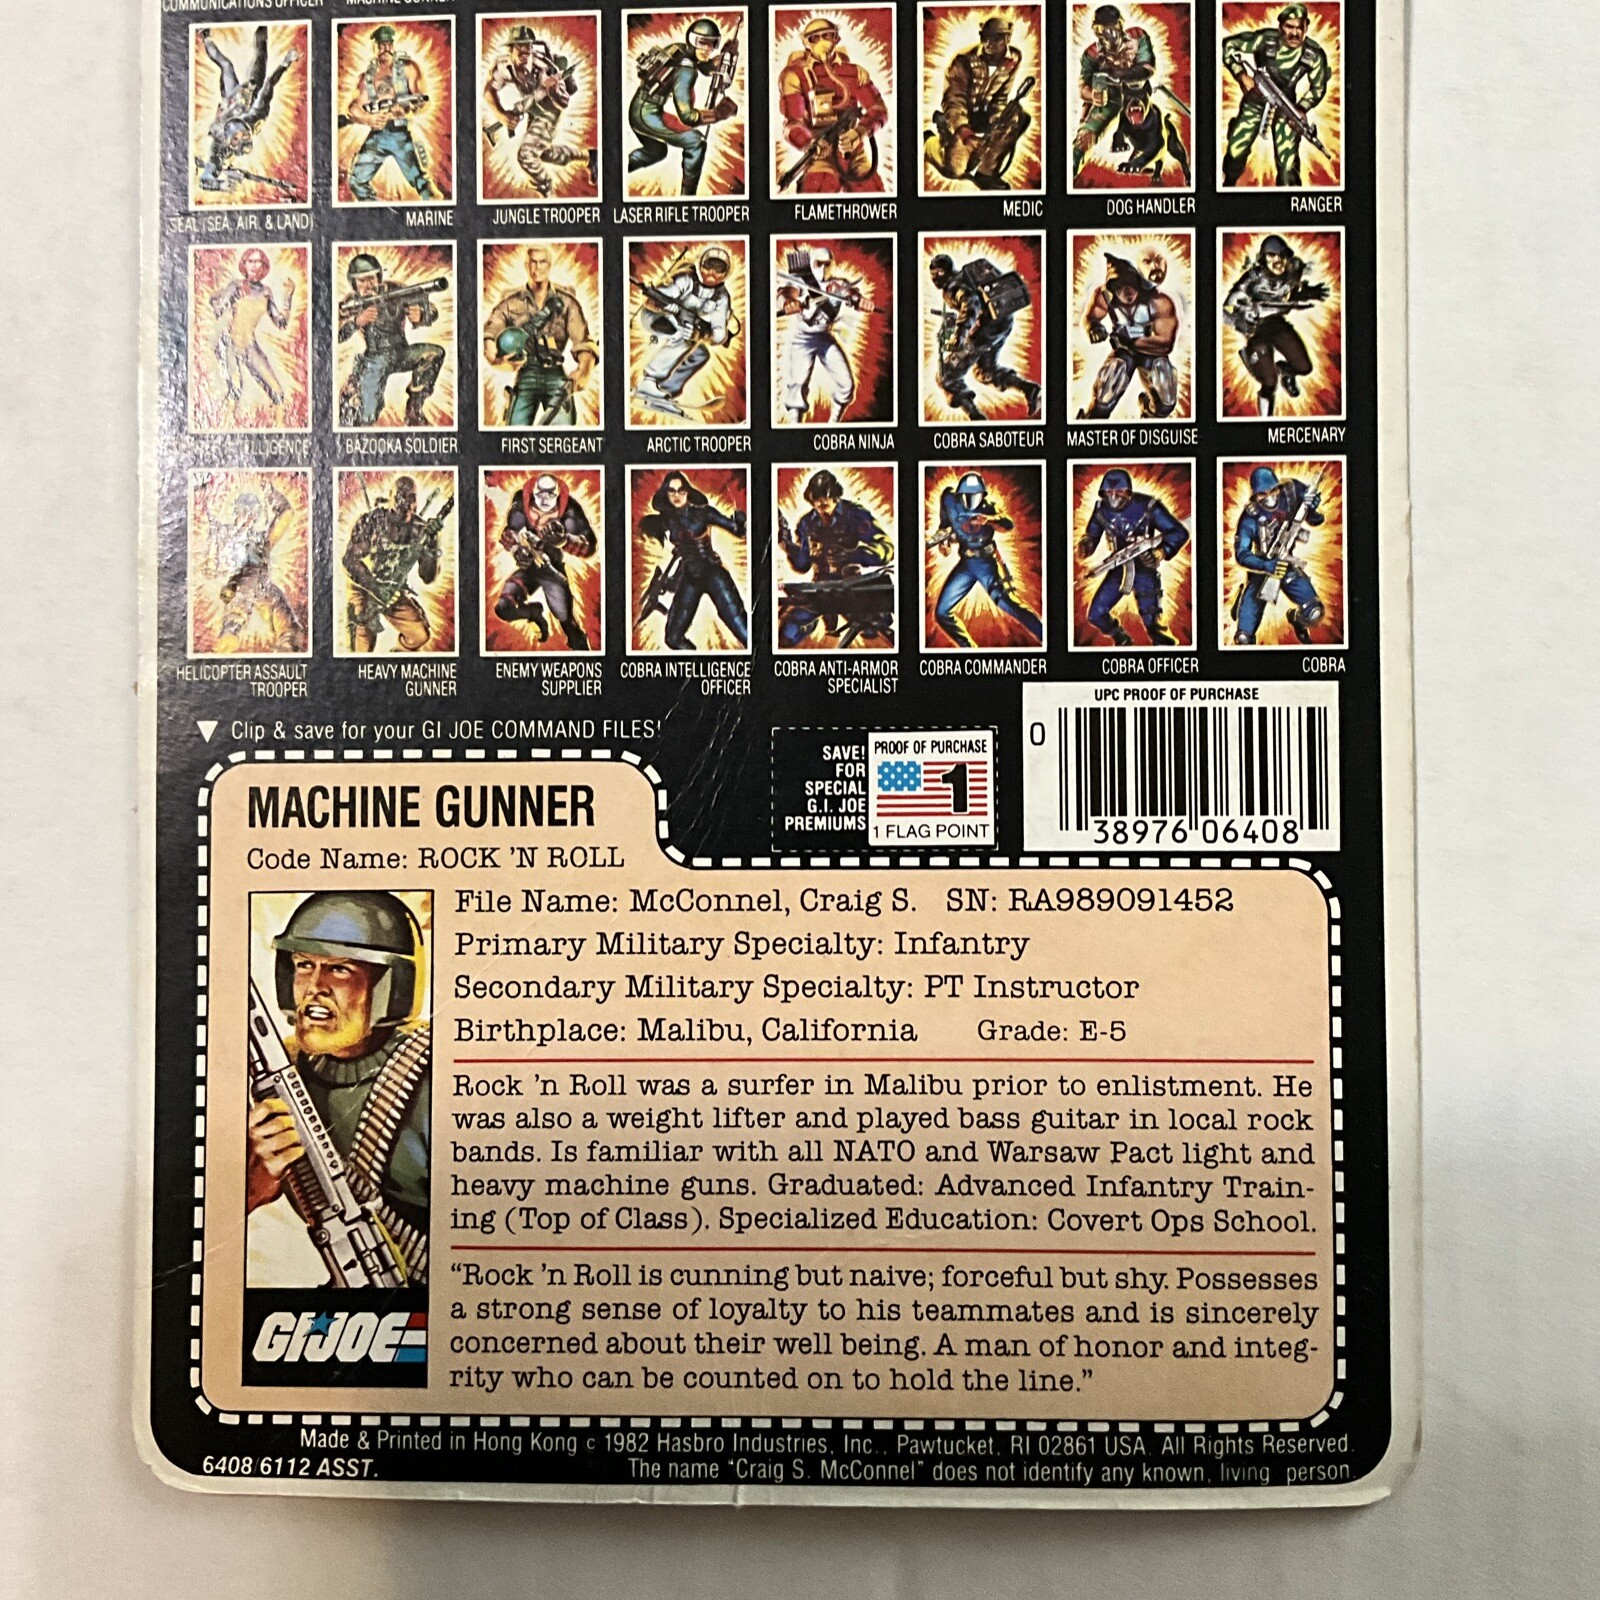 COMMUNICATIONS OFFICER MACHINE GUNNER
SEAL (SEA, AIR, & LAND) MARINE JUNGLE TROOPER LASER RIFLE TROOPER FLAMETHROWER MEDIC DOG HANDLER RANGER
BAZOOKA SOLDIER FIRST SERGEANT ARCTIC TROOPER COBRA NINJA COBRA SABOTEUR MASTER OF DISGUISE MERCENARY
HELICOPTER ASSAULT TROOPER
HEAVY MACHINE GUNNER
ENEMY WEAPONS SUPPLIER
COBRA INTELLIGENCE OFFICER
COBRA ANTI-ARMOR SPECIALIST
COBRA COMMANDER
COBRA OFFICER
COBRA
▼ Clip & save for your GI JOE COMMAND FILES!
SAVE!
FOR
SPECIAL
G.I. JOE
PREMIUMS
PROOF OF PURCHASE
1
1 FLAG POINT
UPC PROOF OF PURCHASE
0
38976 06408
MACHINE GUNNER
Code Name: ROCK 'N ROLL
File Name: McConnel, Craig S. SN: RA989091452
Primary Military Specialty: Infantry
Secondary Military Specialty: PT Instructor
Birthplace: Malibu, California Grade: E-5
Rock 'n Roll was a surfer in Malibu prior to enlistment. He
was also a weight lifter and played bass guitar in local rock
bands. Is familiar with all NATO and Warsaw Pact light and
heavy machine guns. Graduated: Advanced Infantry Train-
ing (Top of Class). Specialized Education: Covert Ops School.
"Rock 'n Roll is cunning but naive; forceful but shy. Possesses
a strong sense of loyalty to his teammates and is sincerely
concerned about their well being. A man of honor and integ-
rity who can be counted on to hold the line."
GI JOE
Made & Printed in Hong Kong c 1982 Hasbro Industries, Inc., Pawtucket, RI 02861 USA. All Rights Reserved.
6408/6112 ASST.
The name "Craig S. McConnel" does not identify any known, living person.